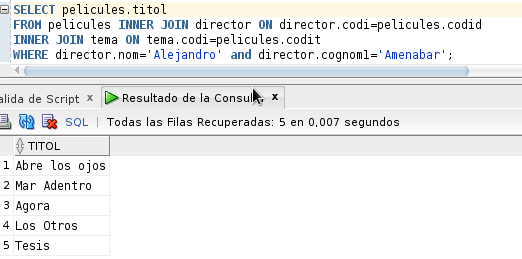 SELECT pelicules.titol
FROM pelicules INNER JOIN director ON director.codi=pelicules.codid
INNER JOIN tema ON tema.codi=pelicules.codit
WHERE director.nom='Alejandro' and director.cognom1='Amenabar';
alida de Script x Resultado de la Consul... x
SQL | Todas las Filas Recuperadas: 5 en 0,007 segundos
TITOL
1 Abre los ojos
2 Mar Adentro
3 Agora
4 Los Otros
5 Tesis